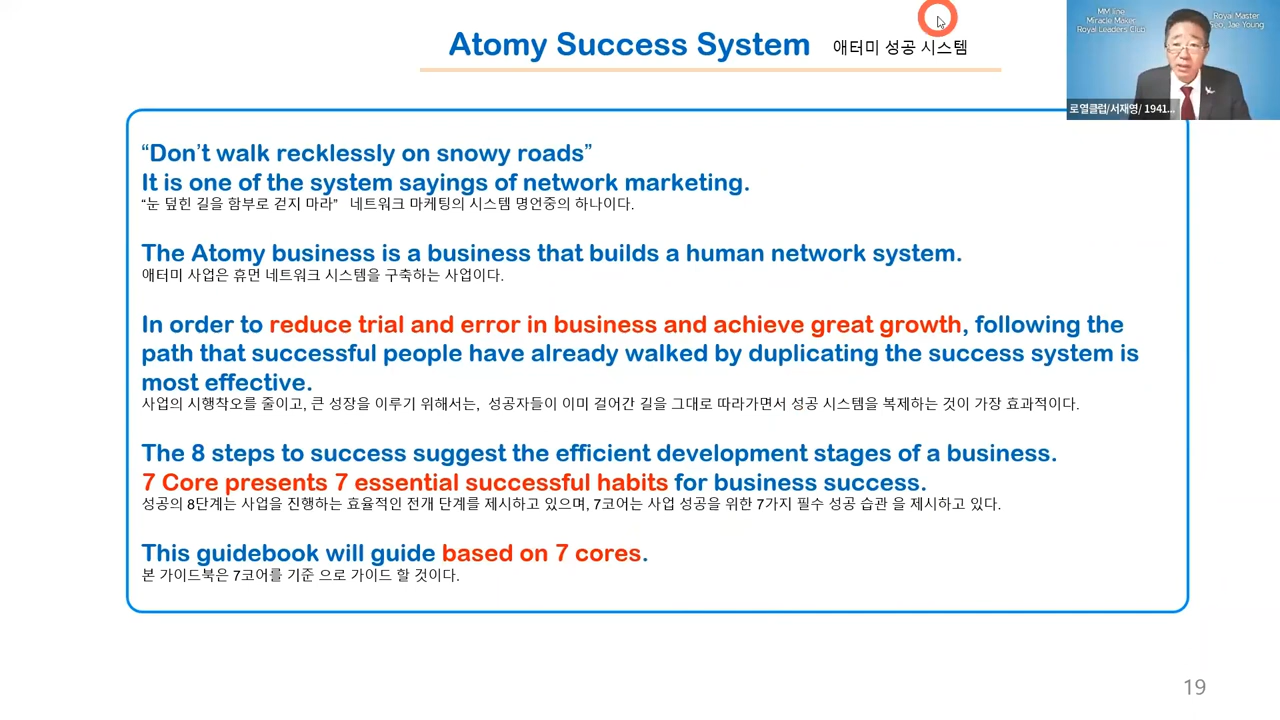 Atomy Success System 애터미 성공 시스템
MM line
Miracle Maker
Royal Leaders Club
Royal Master
Seo, Jae Young
로열클럽/서재영/ 1941...
“Don’t walk recklessly on snowy roads”
It is one of the system sayings of network marketing.
“눈 덮힌 길을 함부로 걷지 마라” 네트워크 마케팅의 시스템 명언중의 하나이다.
The Atomy business is a business that builds a human network system.
애터미 사업은 휴먼 네트워크 시스템을 구축하는 사업이다.
In order to reduce trial and error in business and achieve great growth, following the
path that successful people have already walked by duplicating the success system is
most effective.
사업의 시행착오를 줄이고, 큰 성장을 이루기 위해서는, 성공자들이 이미 걸어간 길을 그대로 따라가면서 성공 시스템을 복제하는 것이 가장 효과적이다.
The 8 steps to success suggest the efficient development stages of a business.
7 Core presents 7 essential successful habits for business success.
성공의 8단계는 사업을 진행하는 효율적인 전개 단계를 제시하고 있으며, 7코어는 사업 성공을 위한 7가지 필수 성공 습관 을 제시하고 있다.
This guidebook will guide based on 7 cores.
본 가이드북은 7코어를 기준 으로 가이드 할 것이다.
19